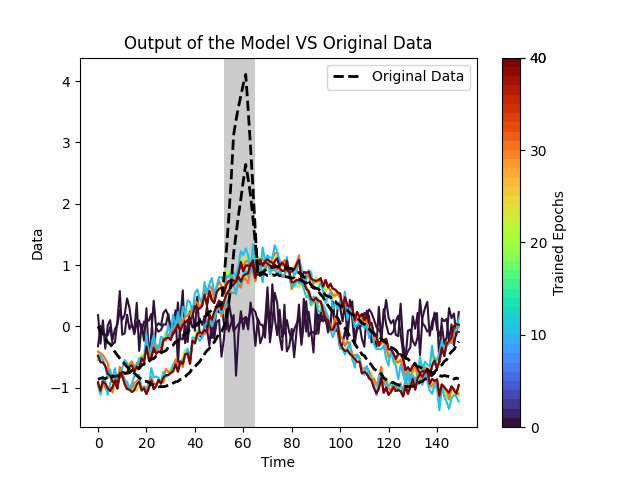 Output of the Model VS Original Data
Original Data
Data
4
3
2
1
0
−1
0 20 40 60 80 100 120 140
Time
40
30
20
10
0
Trained Epochs